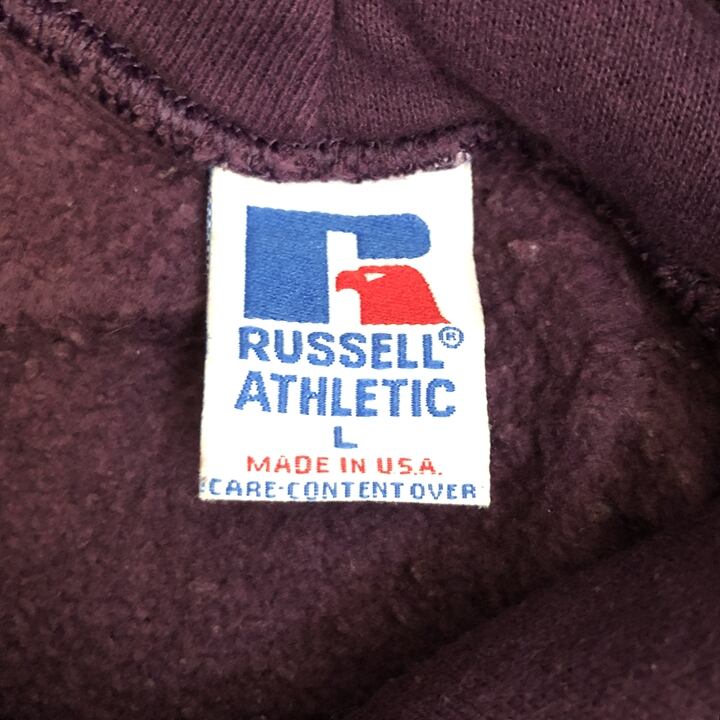 RUSSELL®
ATHLETIC
L
MADE IN U.S.A.
CARE-CONTENT OVER